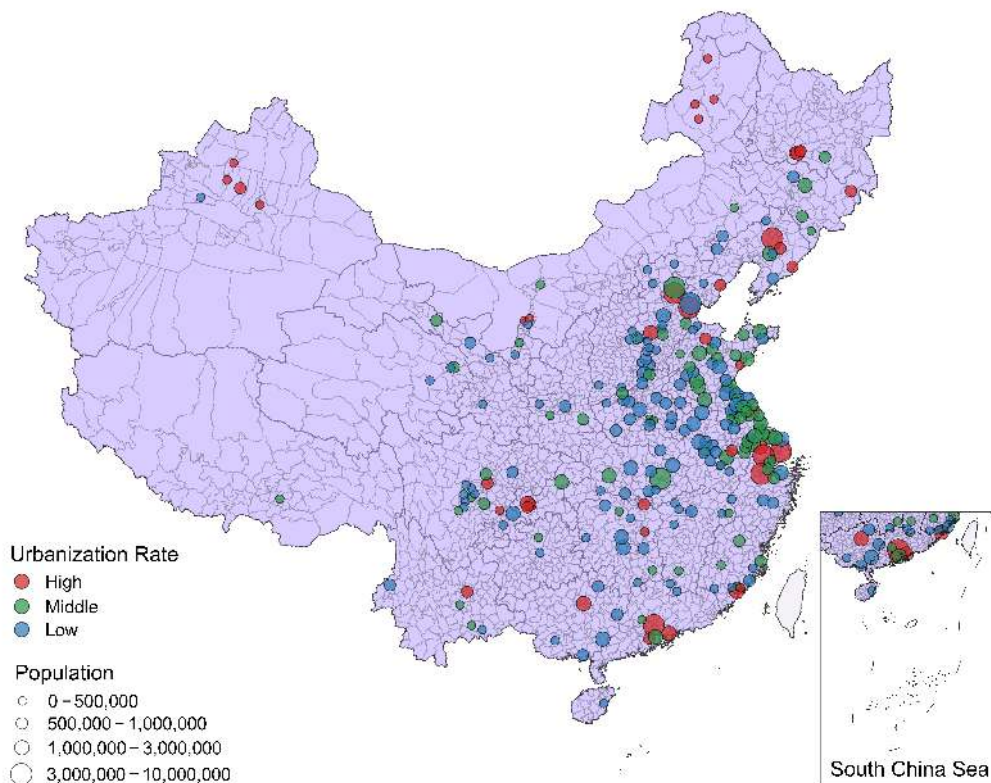 Urbanization Rate
High
Middle
Low
Population
0 – 500,000
500,000 – 1,000,000
1,000,000 – 3,000,000
3,000,000 – 10,000,000
South China Sea